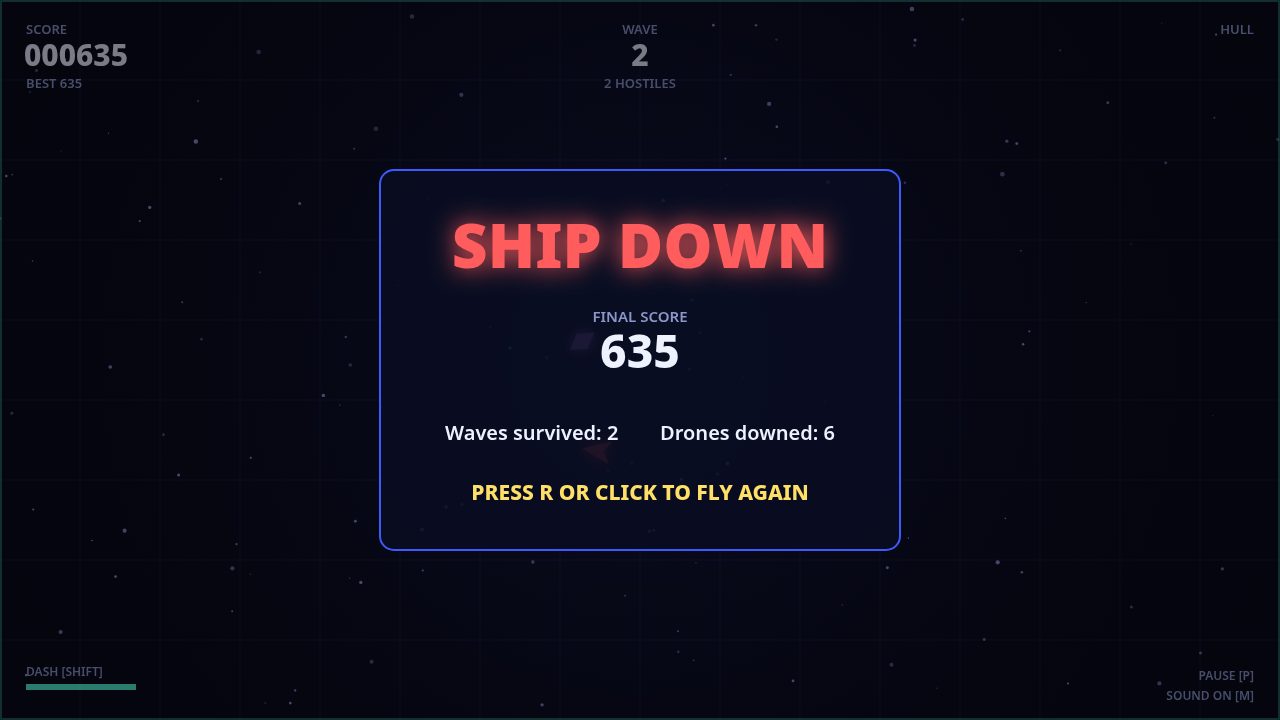 SCORE
000635
BEST 635
WAVE
2
2 HOSTILES
HULL
SHIP DOWN
FINAL SCORE
635
Waves survived: 2
Drones downed: 6
PRESS R OR CLICK TO FLY AGAIN
DASH [SHIFT]
PAUSE [P]
SOUND ON [M]